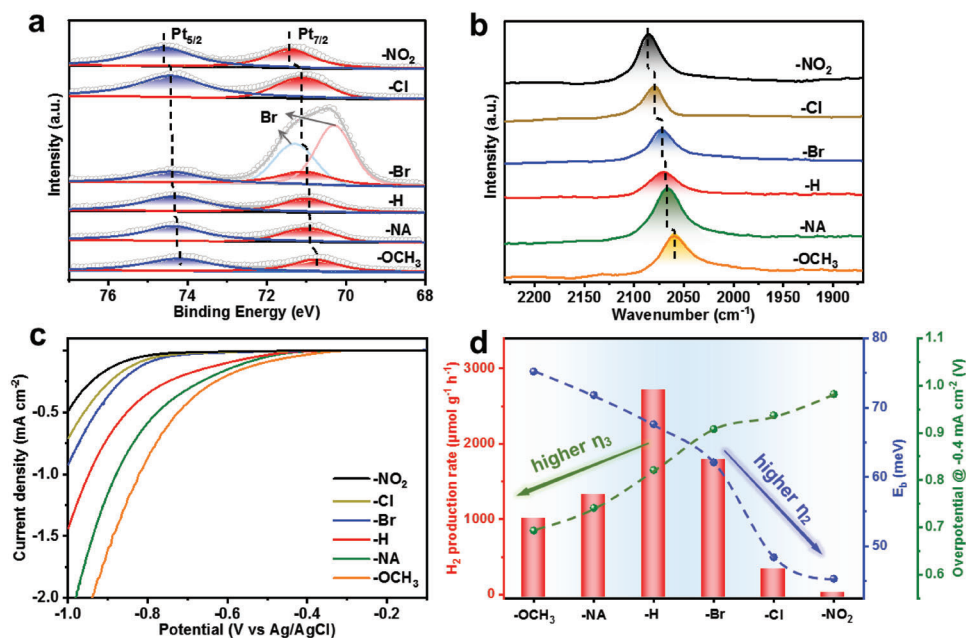 a
Pt5/2
Pt7/2
-NO2
-Cl
Br
-Br
-H
-NA
-OCH3
Intensity (a.u.)
76 74 72 70 68
Binding Energy (eV)
b
-NO2
-Cl
-Br
-H
-NA
-OCH3
Intensity (a.u.)
2200 2150 2100 2050 2000 1950 1900
Wavenumber (cm-1)
c
0.0
-0.5
-1.0
-1.5
-2.0
Current density (mA cm-2)
-NO2
-Cl
-Br
-H
-NA
-OCH3
-1.0 -0.8 -0.6 -0.4 -0.2
Potential (V vs Ag/AgCl)
d
3000
2000
1000
0
H2 production rate (μmol g-1 h-1)
higher η3
higher η2
80
70
60
50
Eb (meV)
1.1
1.0
0.9
0.8
0.7
0.6
Overpotential @ -0.4 mA cm-2 (V)
-OCH3 -NA -H -Br -Cl -NO2